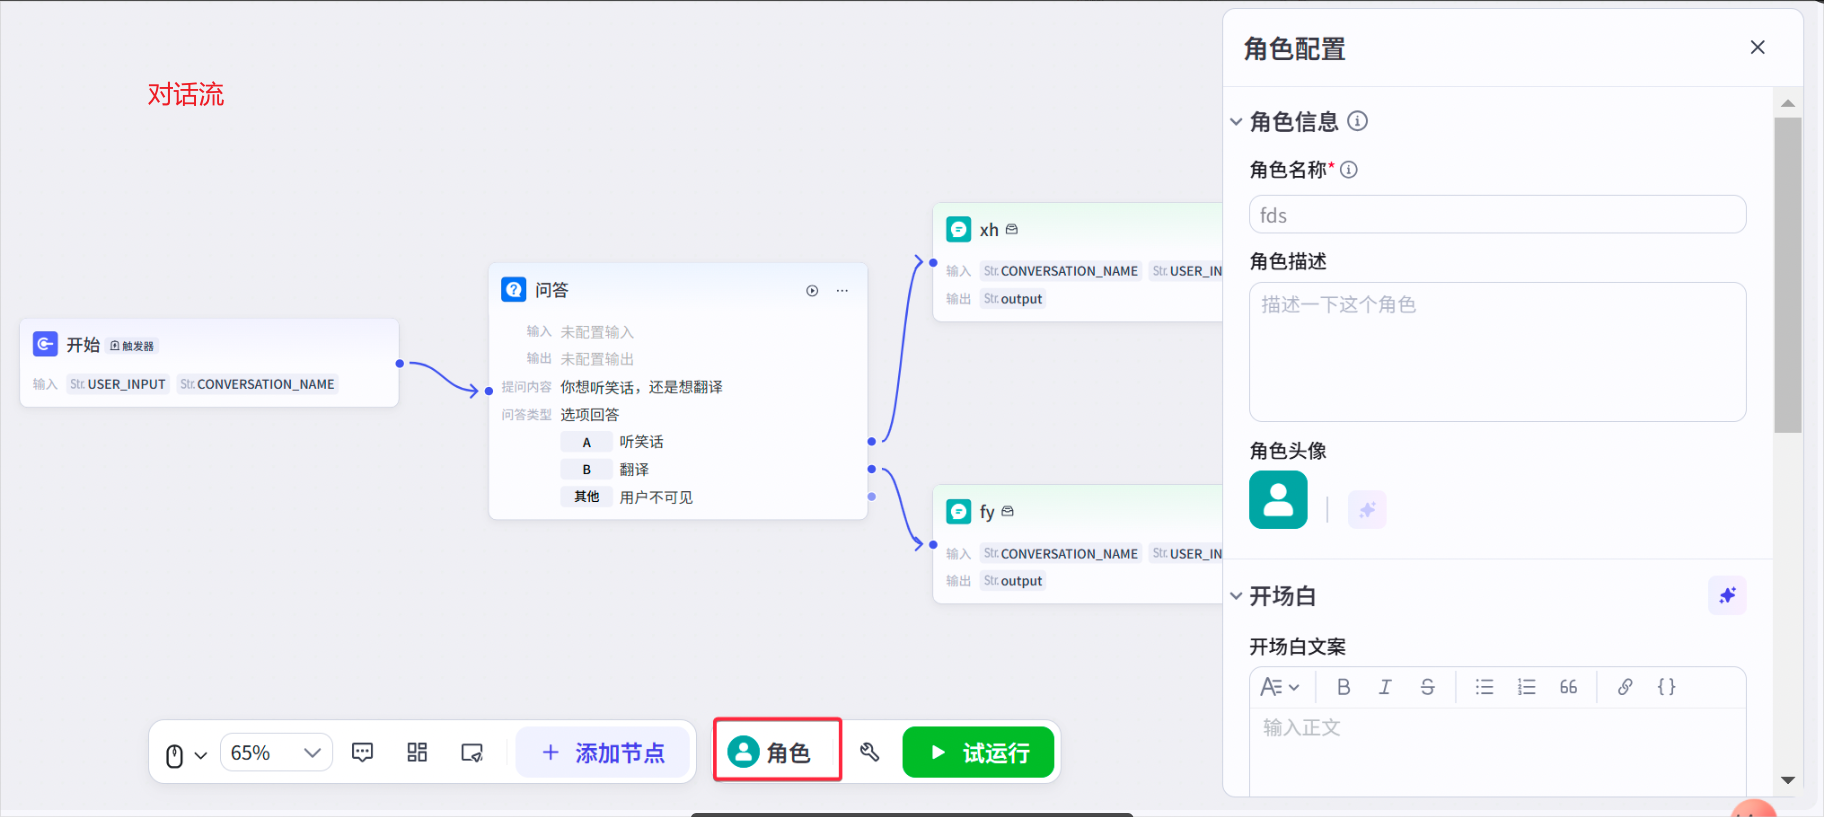 对话流
开始 触发器
输入 Str. USER_INPUT Str. CONVERSATION_NAME
问答
输入 未配置输入
输出 未配置输出
提问内容 你想听笑话，还是想翻译
问答类型 选项回答
A 听笑话
B 翻译
其他 用户不可见
xh
输入 Str. CONVERSATION_NAME Str. USER_IN
输出 Str. output
fy
输入 Str. CONVERSATION_NAME Str. USER_IN
输出 Str. output
65%
添加节点
角色
试运行
角色配置
角色信息
角色名称*
fds
角色描述
描述一下这个角色
角色头像
开场白
开场白文案
输入正文